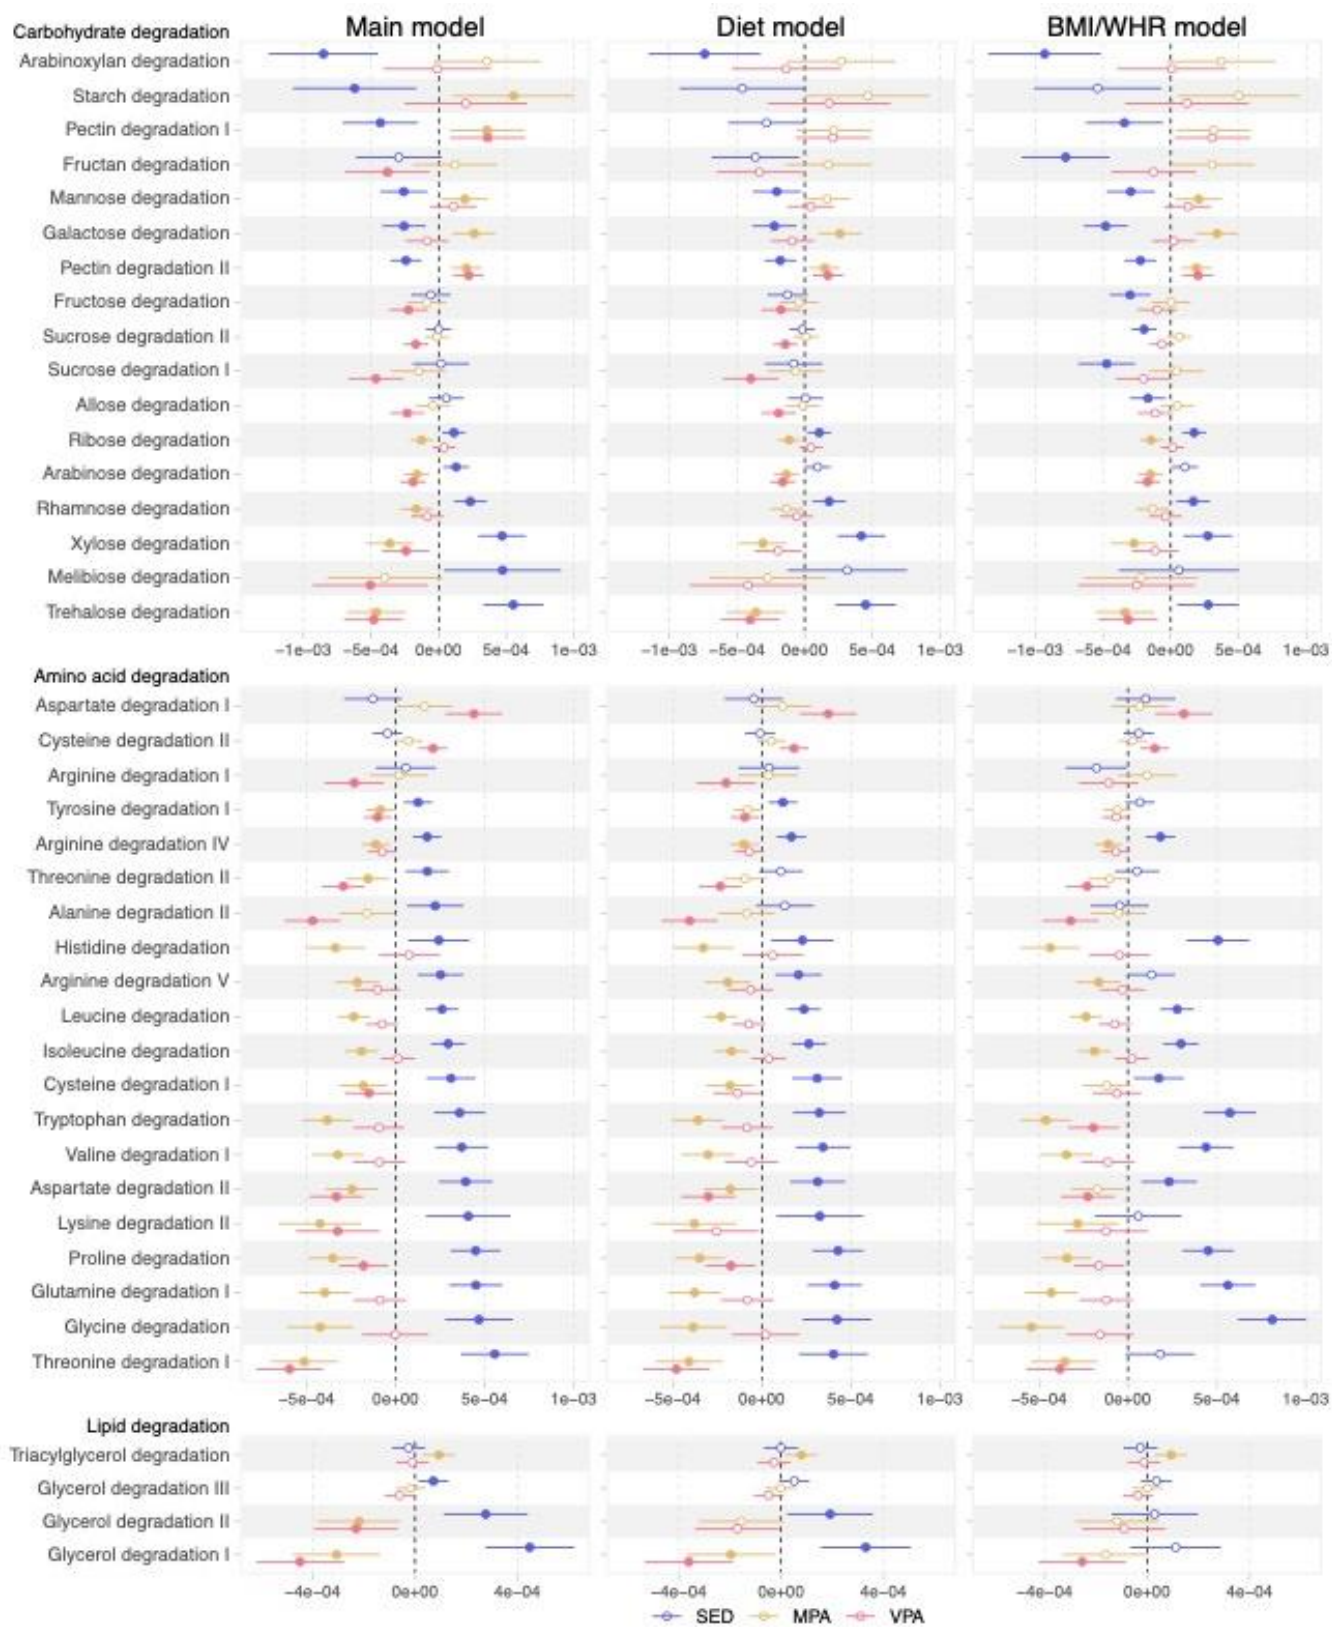 Carbohydrate degradation
Main model
Diet model
BMI/WHR model
Arabinoxylan degradation
Starch degradation
Pectin degradation I
Fructan degradation
Mannose degradation
Galactose degradation
Pectin degradation II
Fructose degradation
Sucrose degradation II
Sucrose degradation I
Allose degradation
Ribose degradation
Arabinose degradation
Rhamnose degradation
Xylose degradation
Melibiose degradation
Trehalose degradation
−1e−03 −5e−04 0e+00 5e−04 1e−03
−1e−03 −5e−04 0e+00 5e−04 1e−03
−1e−03 −5e−04 0e+00 5e−04 1e−03
Amino acid degradation
Aspartate degradation I
Cysteine degradation II
Arginine degradation I
Tyrosine degradation I
Arginine degradation IV
Threonine degradation II
Alanine degradation II
Histidine degradation
Arginine degradation V
Leucine degradation
Isoleucine degradation
Cysteine degradation I
Tryptophan degradation
Valine degradation I
Aspartate degradation II
Lysine degradation II
Proline degradation
Glutamine degradation I
Glycine degradation
Threonine degradation I
−5e−04 0e+00 5e−04 1e−03
−5e−04 0e+00 5e−04 1e−03
−5e−04 0e+00 5e−04 1e−03
Lipid degradation
Triacylglycerol degradation
Glycerol degradation III
Glycerol degradation II
Glycerol degradation I
−4e−04 0e+00 4e−04
−4e−04 0e+00 4e−04
−4e−04 0e+00 4e−04
SED MPA VPA